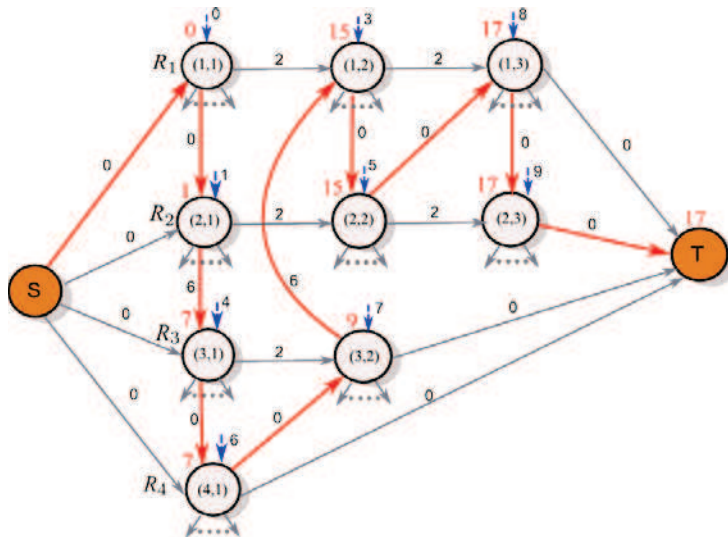 0 0 15 3 17 8
R1 (1,1) 2 (1,2) 2 (1,3)
0 0 0 0 0 0
1 1 15 5 17 9
R2 (2,1) 2 (2,2) 2 (2,3) 0 17
0 T
S 6 6
0 7 4 9 7 0
R3 (3,1) 2 (3,2)
0 0 0 0
7 6
R4 (4,1)